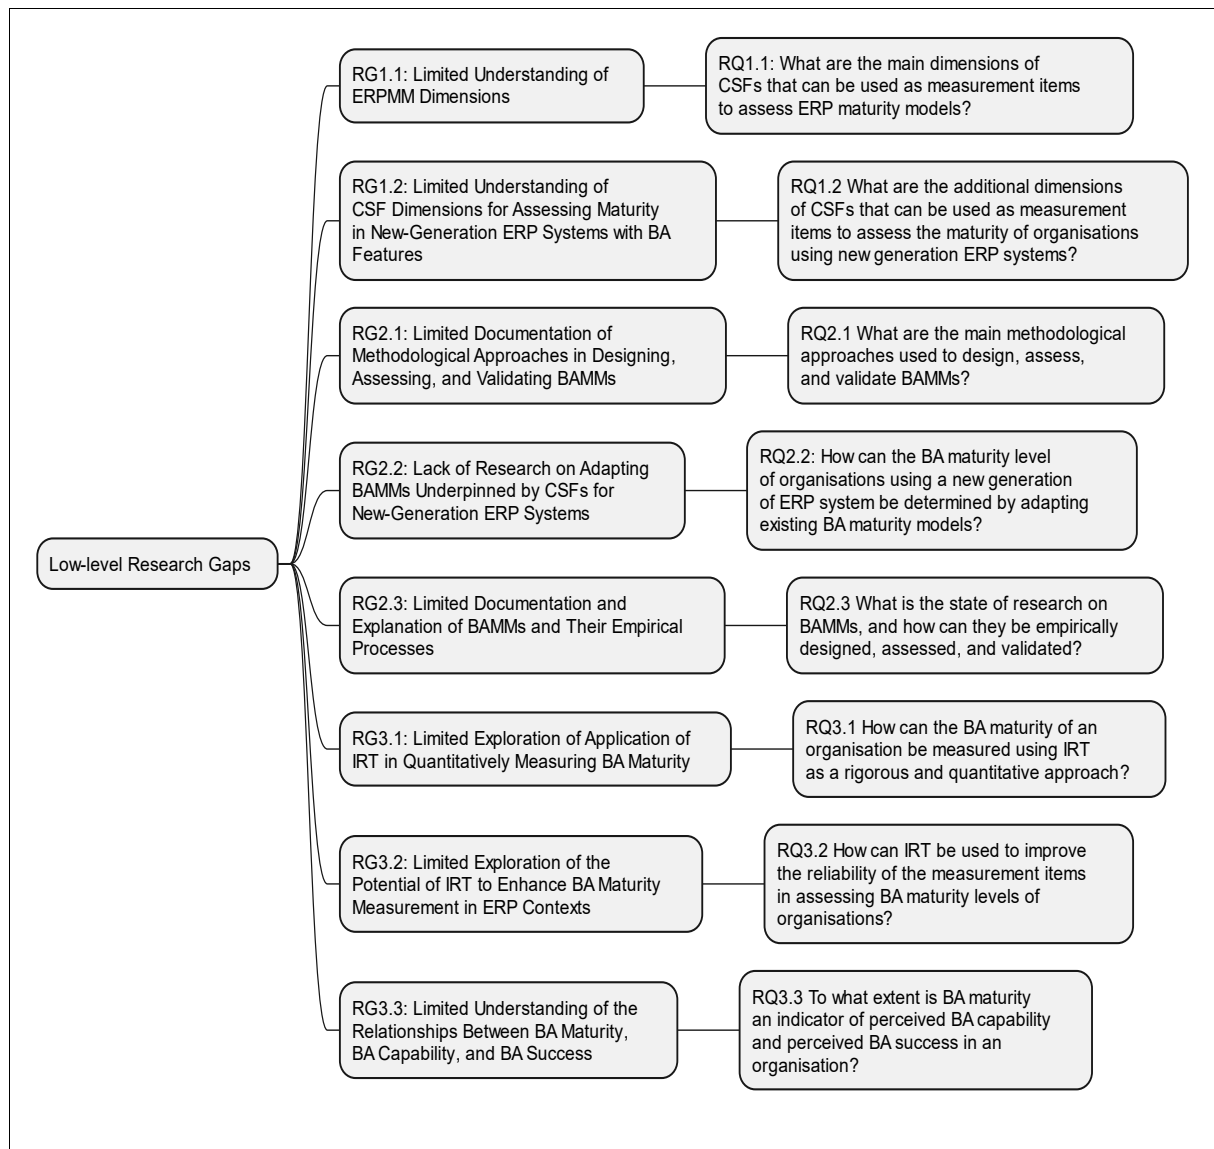 RG1.1: Limited Understanding of
ERPMM Dimensions
RQ1.1: What are the main dimensions of
CSFs that can be used as measurement items
to assess ERP maturity models?
RG1.2: Limited Understanding of
CSF Dimensions for Assessing Maturity
in New-Generation ERP Systems with BA
Features
RQ1.2 What are the additional dimensions
of CSFs that can be used as measurement
items to assess the maturity of organisations
using new generation ERP systems?
RG2.1: Limited Documentation of
Methodological Approaches in Designing,
Assessing, and Validating BAMMs
RQ2.1 What are the main methodological
approaches used to design, assess,
and validate BAMMs?
RG2.2: Lack of Research on Adapting
BAMMs Underpinned by CSFs for
New-Generation ERP Systems
RQ2.2: How can the BA maturity level
of organisations using a new generation
of ERP system be determined by adapting
existing BA maturity models?
Low-level Research Gaps
RG2.3: Limited Documentation and
Explanation of BAMMs and Their Empirical
Processes
RQ2.3 What is the state of research on
BAMMs, and how can they be empirically
designed, assessed, and validated?
RG3.1: Limited Exploration of Application of
IRT in Quantitatively Measuring BA Maturity
RQ3.1 How can the BA maturity of an
organisation be measured using IRT
as a rigorous and quantitative approach?
RG3.2: Limited Exploration of the
Potential of IRT to Enhance BA Maturity
Measurement in ERP Contexts
RQ3.2 How can IRT be used to improve
the reliability of the measurement items
in assessing BA maturity levels of
organisations?
RG3.3: Limited Understanding of the
Relationships Between BA Maturity,
BA Capability, and BA Success
RQ3.3 To what extent is BA maturity
an indicator of perceived BA capability
and perceived BA success in an
organisation?